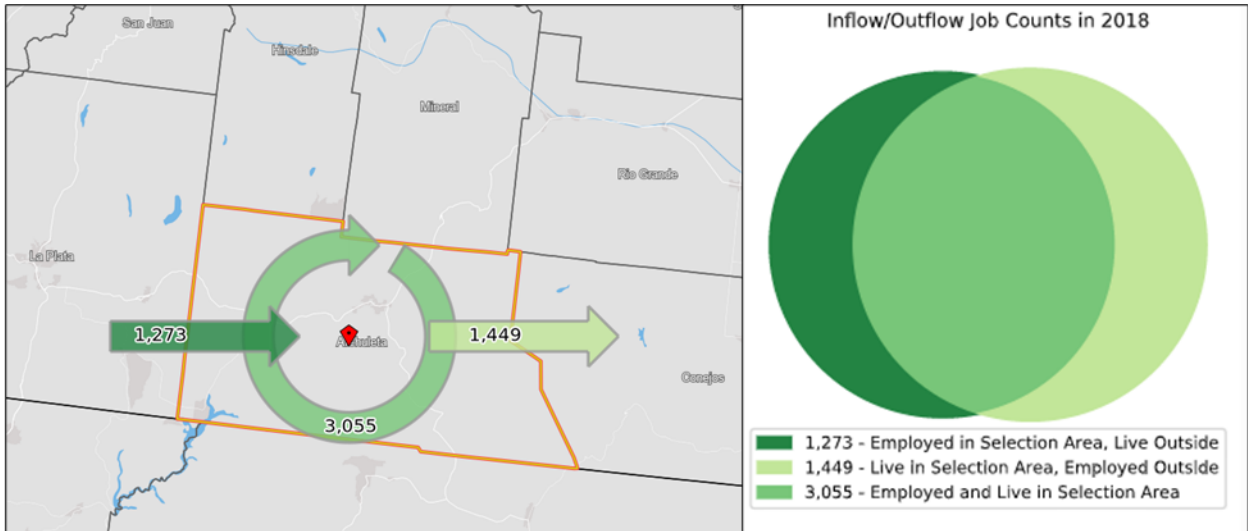 San Juan
Hinsdale
Mineral
Rio Grande
La Plata
1,273
Archuleta
1,449
Conejos
3,055
Inflow/Outflow Job Counts in 2018
1,273 - Employed in Selection Area, Live Outside
1,449 - Live in Selection Area, Employed Outside
3,055 - Employed and Live in Selection Area